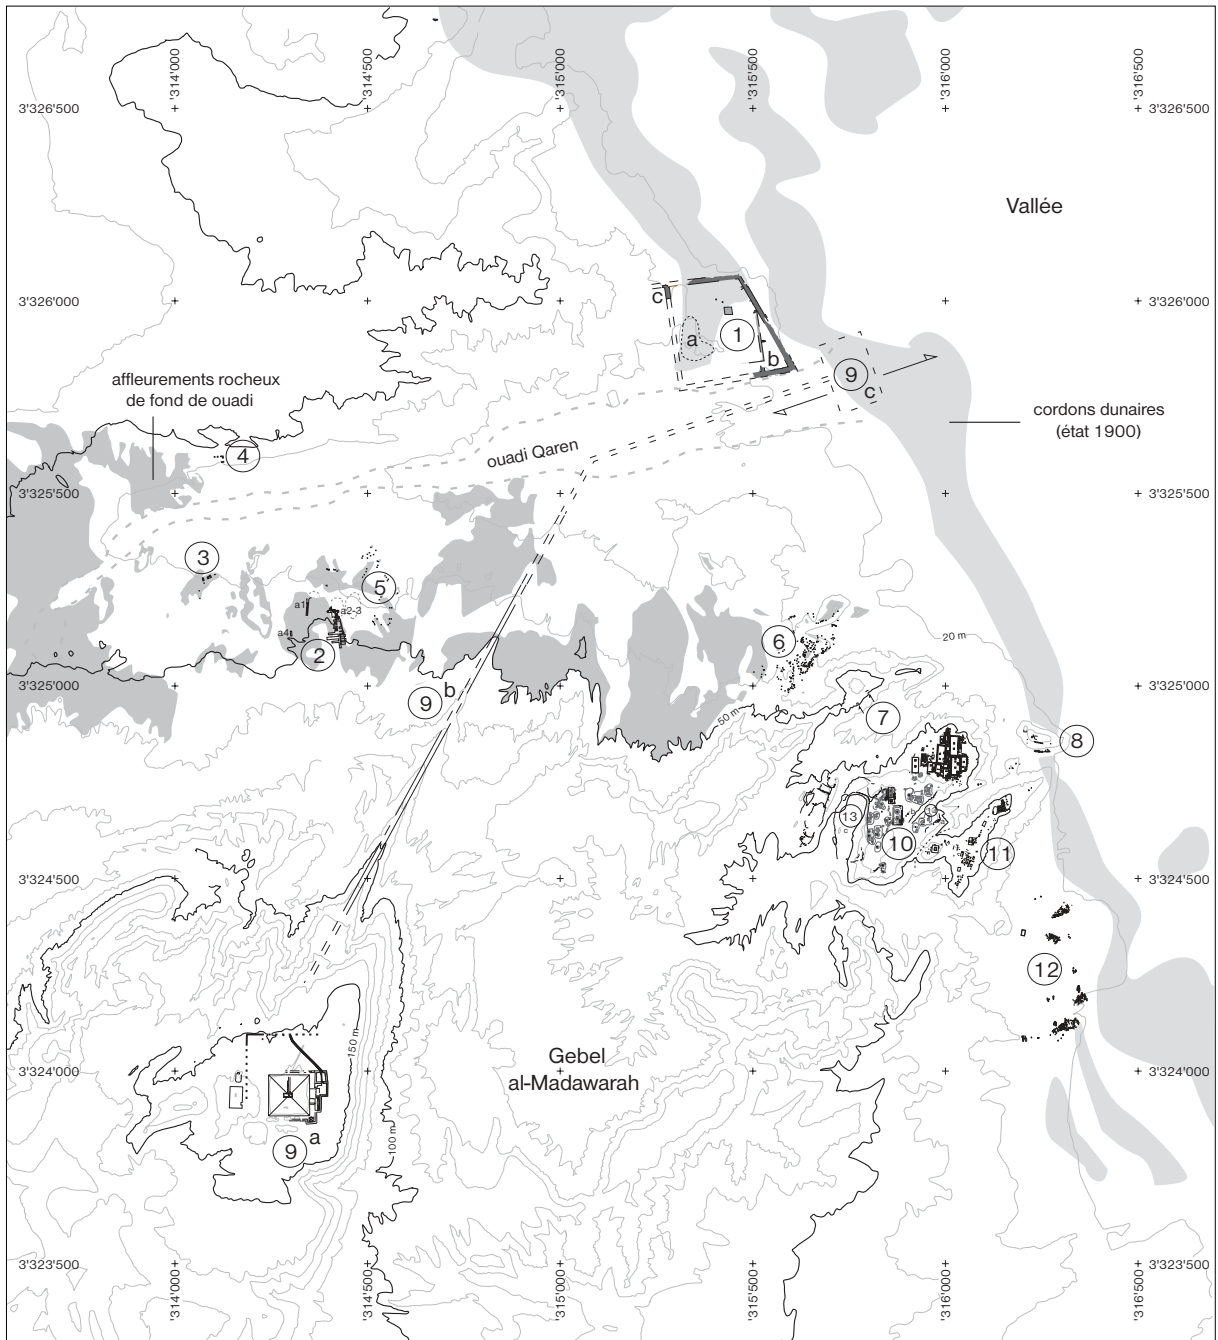 '314'000
'314'500
'315'000
'315'500
'316'000
'316'500
3'326'500
3'326'500
Vallée
3'326'000
3'326'000
c
1
a
b
9
c
affleurements rocheux
de fond de ouadi
cordons dunaires
(état 1900)
ouadi Qaren
4
3'325'500
3'325'500
3
5
a1
a2-3
a4
2
6
20 m
3'325'000
3'325'000
b
9
50 m
7
8
13
c
10
11
3'324'500
3'324'500
12
150 m
Gebel
al-Madawarah
3'324'000
3'324'000
100 m
a
9
3'323'500
3'323'500
'314'000
'314'500
'315'000
'315'500
'316'000
'316'500